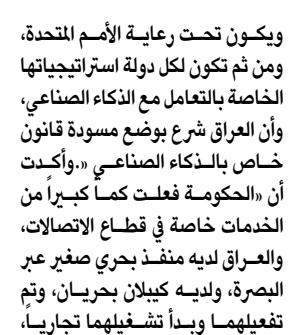 ويكـون تحـت رعايـة الأمـم المتحدة،
ومن ثم تكون لكل دولة استراتيجياتها
الخاصة بالتعامل مع الذكاء الصناعي،
وأن العراق شرع بوضع مسودة قانون
خـاص بالـذكاء الصناعـي «.وأكـدت
أن «الحكومـة فعلـت كمـاً كبيـراً من
الخدمات خاصة في قطـاع الاتصالات،
والعـراق لديه منفـذ بحري صغير عبر
البصرة، ولديـه كيبلان بحريـان، وتم
تفعيلهمـا وبـدأ تشـغيلهما تجاريـاً،